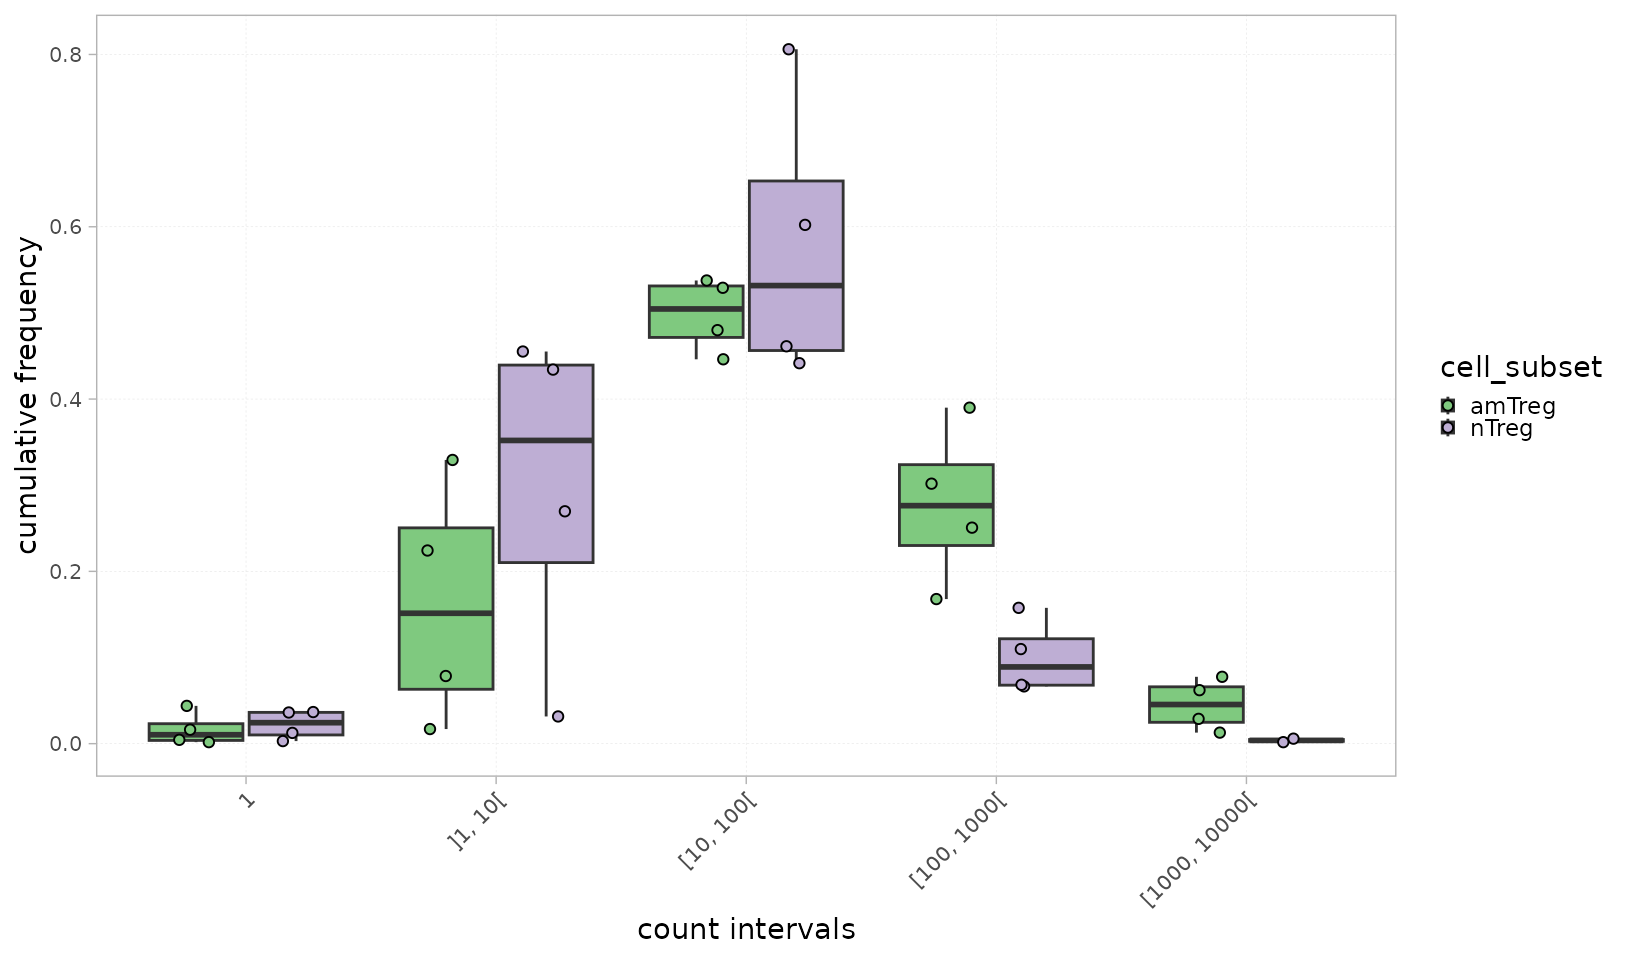 cumulative frequency
0.8
0.6
0.4
0.2
0.0
1
]1, 10[
[10, 100[
[100, 1000[
[1000, 10000[
count intervals
cell_subset
amTreg
nTreg